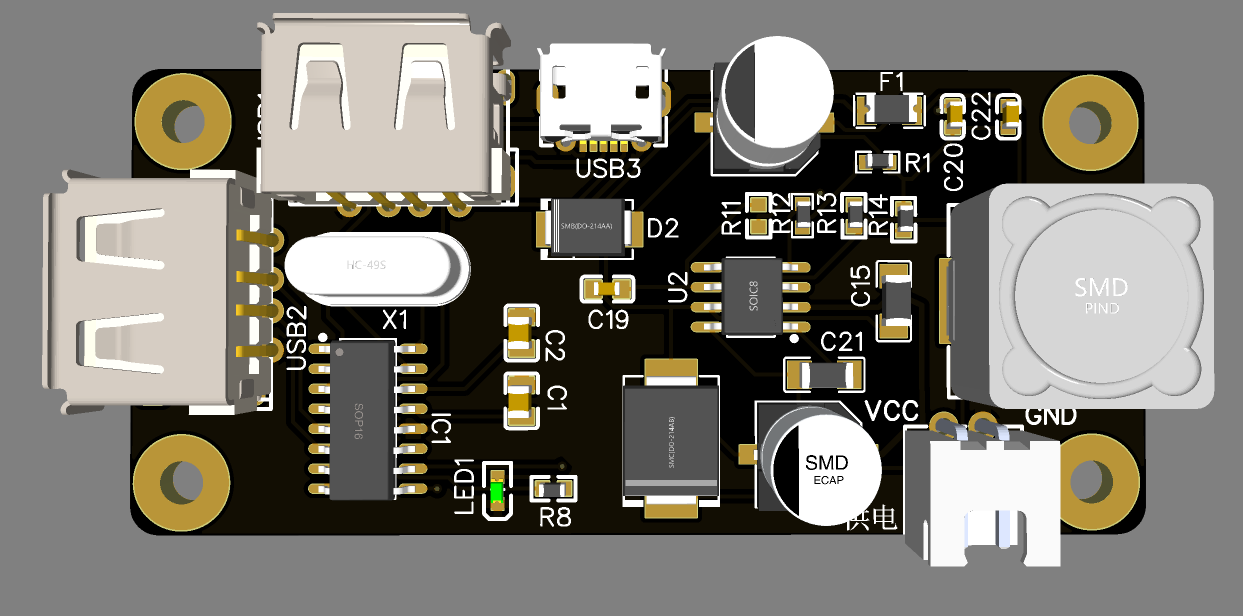 F1
C20
C22
USB3
R1
R11
R12
R13
R14
D2
SMB(DO-214AA)
HC-49S
X1
USB2
C19
U2
SOIC8
C15
C21
SMD
PIND
C2
C1
SOP16
IC1
SMC(DO-214AB)
VCC
GND
SMD
ECAP
LED1
R8
供电